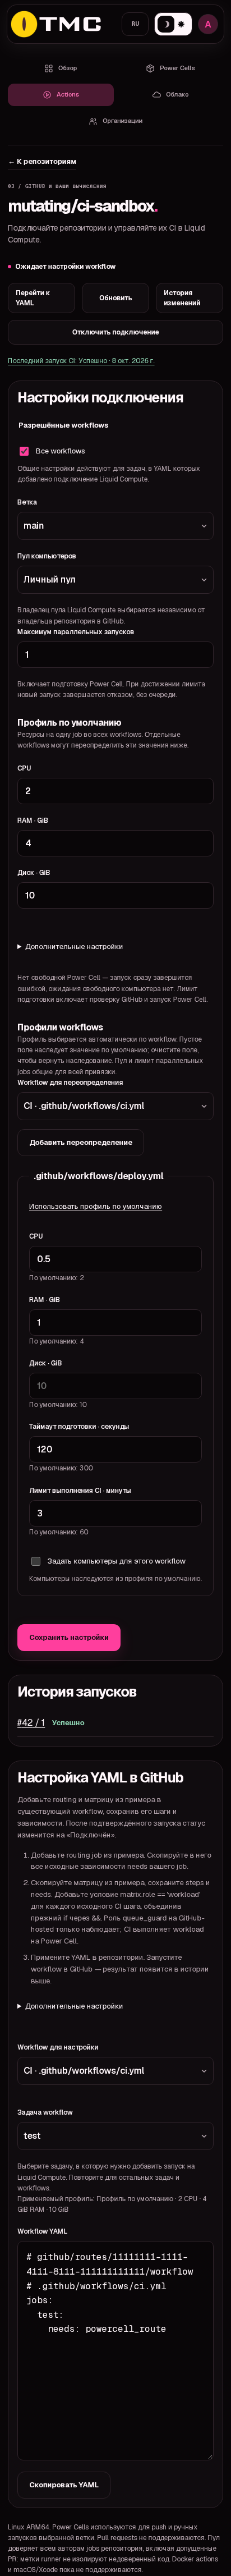 TMC
RU
A
Обзор
Power Cells
Actions
Облако
Организации
← К репозиториям
03 / GITHUB И ВАШИ ВЫЧИСЛЕНИЯ
mutating/ci-sandbox.
Подключайте репозитории и управляйте их CI в Liquid
Compute.
Ожидает настройки workflow
Перейти к
YAML
Обновить
История
изменений
Отключить подключение
Последний запуск CI: Успешно · 8 окт. 2026 г.
Настройки подключения
Разрешённые workflows
Все workflows
Общие настройки действуют для задач, в YAML которых
добавлено подключение Liquid Compute.
Ветка
main
Пул компьютеров
Личный пул
Владелец пула Liquid Compute выбирается независимо от
владельца репозитория в GitHub.
Максимум параллельных запусков
1
Включает подготовку Power Cell. При достижении лимита
новый запуск завершается отказом, без очереди.
Профиль по умолчанию
Ресурсы на одну job во всех workflows. Отдельные
workflows могут переопределить эти значения ниже.
CPU
2
RAM · GiB
4
Диск · GiB
10
▶ Дополнительные настройки
Нет свободной Power Cell — запуск сразу завершится
ошибкой, ожидания свободного компьютера нет. Лимит
подготовки включает проверку GitHub и запуск Power Cell.
Профили workflows
Профиль выбирается автоматически по workflow. Пустое
поле наследует значение по умолчанию; очистите поле,
чтобы вернуть наследование. Пул и лимит параллельных
jobs общие для всей привязки.
Workflow для переопределения
CI · .github/workflows/ci.yml
Добавить переопределение
.github/workflows/deploy.yml
Использовать профиль по умолчанию
CPU
0.5
По умолчанию: 2
RAM · GiB
1
По умолчанию: 4
Диск · GiB
10
По умолчанию: 10
Таймаут подготовки · секунды
120
По умолчанию: 300
Лимит выполнения CI · минуты
3
По умолчанию: 60
Задать компьютеры для этого workflow
Компьютеры наследуются из профиля по умолчанию.
Сохранить настройки
История запусков
#42 / 1 Успешно
Настройка YAML в GitHub
Добавьте routing и матрицу из примера в
существующий workflow, сохранив его шаги и
зависимости. После подтверждённого запуска статус
изменится на «Подключён».
1. Добавьте routing job из примера. Скопируйте в него
все исходные зависимости needs вашего job.
2. Скопируйте матрицу из примера, сохраните steps и
needs. Добавьте условие matrix.role == 'workload'
для каждого исходного CI шага, объединив
прежний if через &&. Роль queue_guard на GitHub-
hosted только наблюдает; CI выполняет workload
на Power Cell.
3. Примените YAML в репозитории. Запустите
workflow в GitHub — результат появится в истории
выше.
▶ Дополнительные настройки
Workflow для настройки
CI · .github/workflows/ci.yml
Задача workflow
test
Выберите задачу, в которую нужно добавить запуск на
Liquid Compute. Повторите для остальных задач и
workflows.
Применяемый профиль: Профиль по умолчанию · 2 CPU · 4
GiB RAM · 10 GiB
Workflow YAML
# github/routes/11111111-1111-
4111-8111-111111111111/workflow
# .github/workflows/ci.yml
jobs:
test:
needs: powercell_route
Скопировать YAML
Linux ARM64. Power Cells используются для push и ручных
запусков выбранной ветки. Pull requests не поддерживаются. Пул
доверяет всем авторам jobs репозитория, включая допущенные
PR; метки runner не изолируют недоверенный код. Docker actions
и macOS/Xcode пока не поддерживаются.